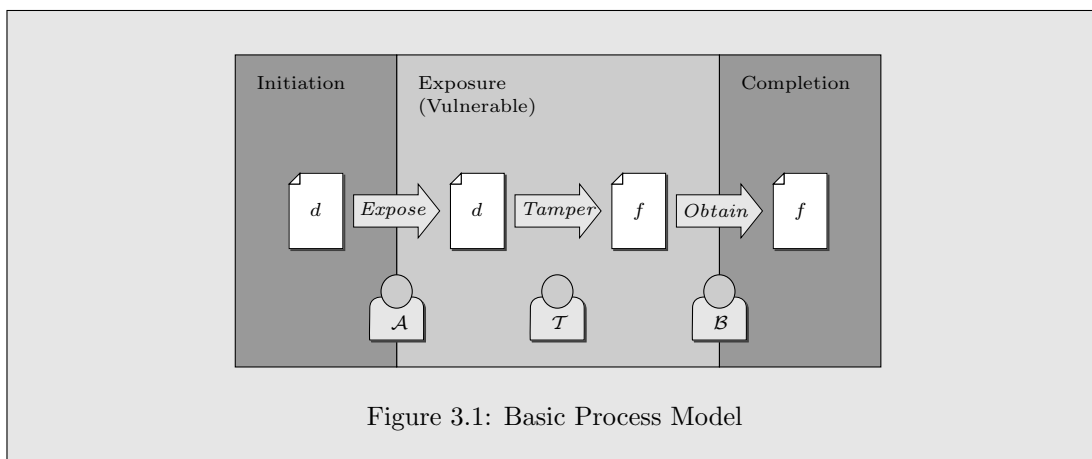 Initiation
Exposure
(Vulnerable)
Completion
d
Expose
d
Tamper
f
Obtain
f
A
T
B
Figure 3.1: Basic Process Model